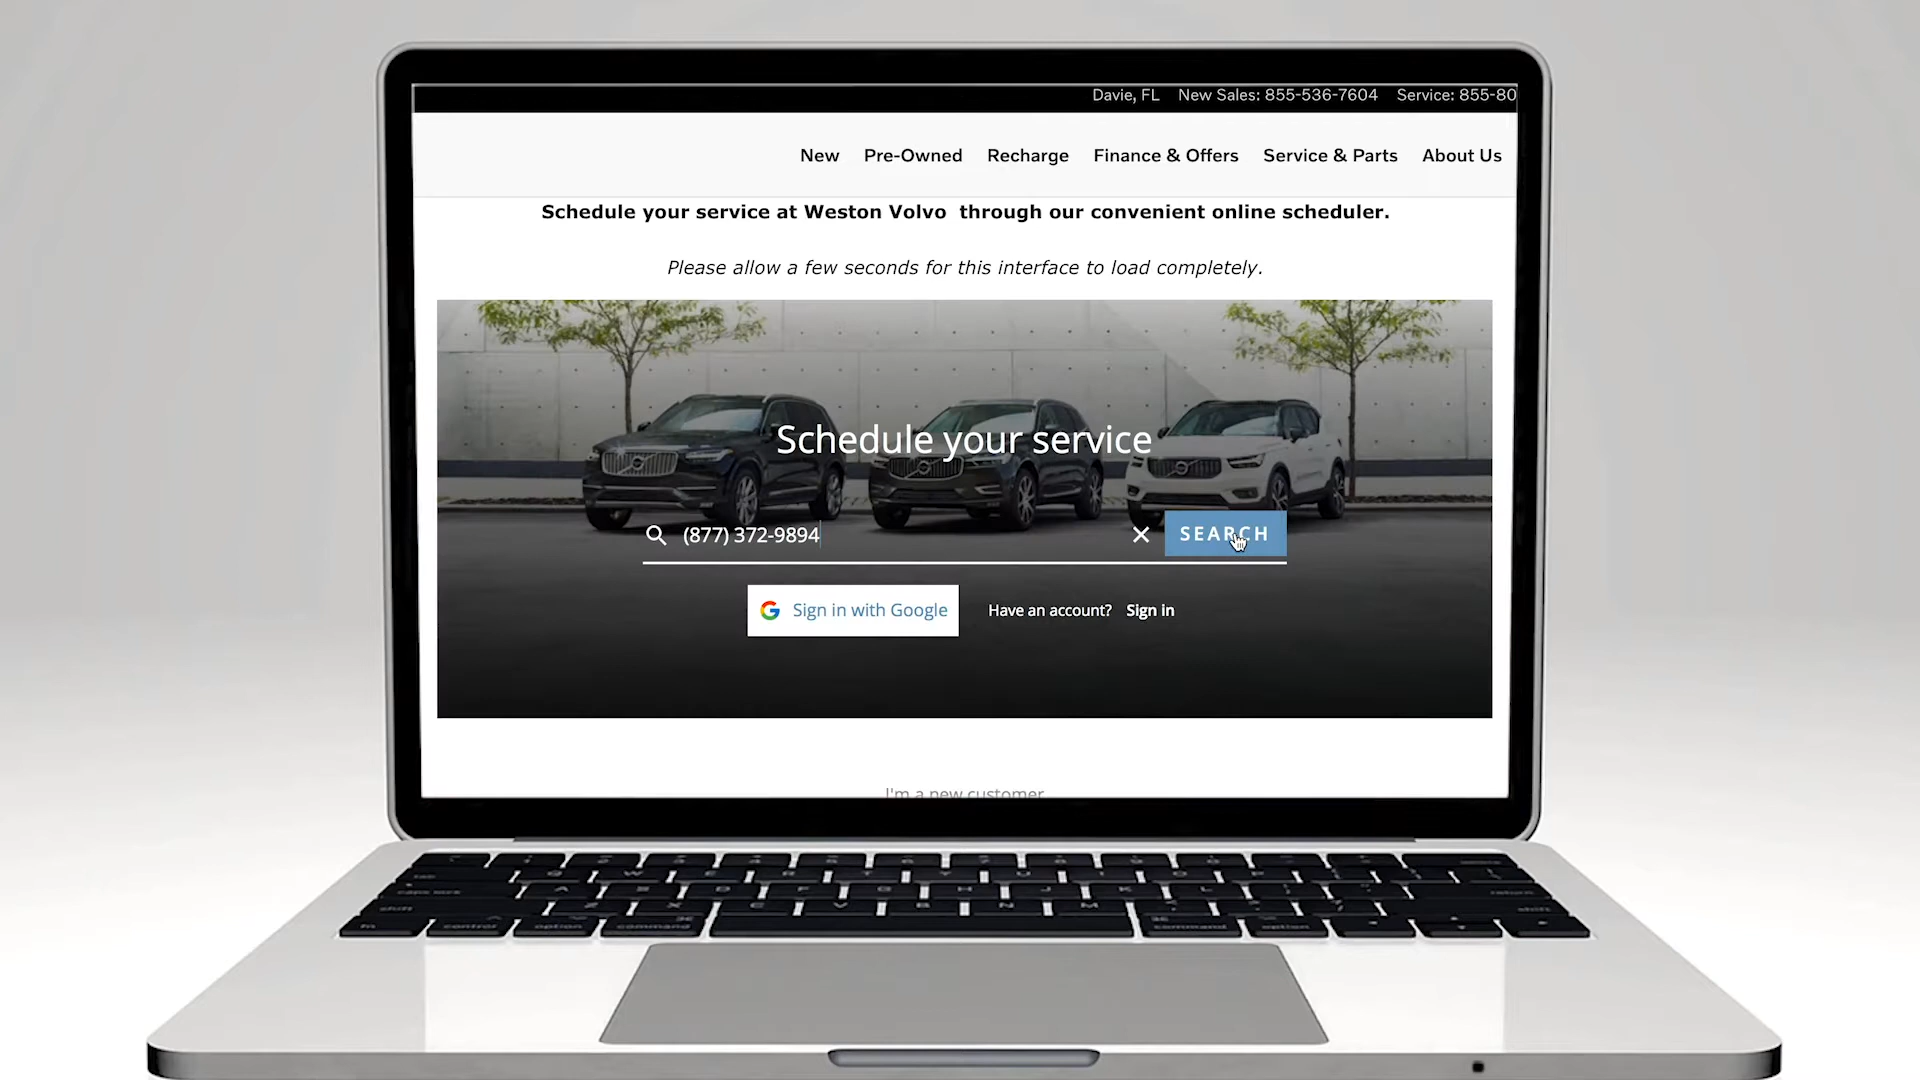 Davie, FL New Sales: 855-536-7604 Service: 855-80
New Pre-Owned Recharge Finance & Offers Service & Parts About Us
Schedule your service at Weston Volvo through our convenient online scheduler.
Please allow a few seconds for this interface to load completely.
Schedule your service
(877) 372-9894
SEARCH
Sign in with Google
Have an account? Sign in
I'm a new customer